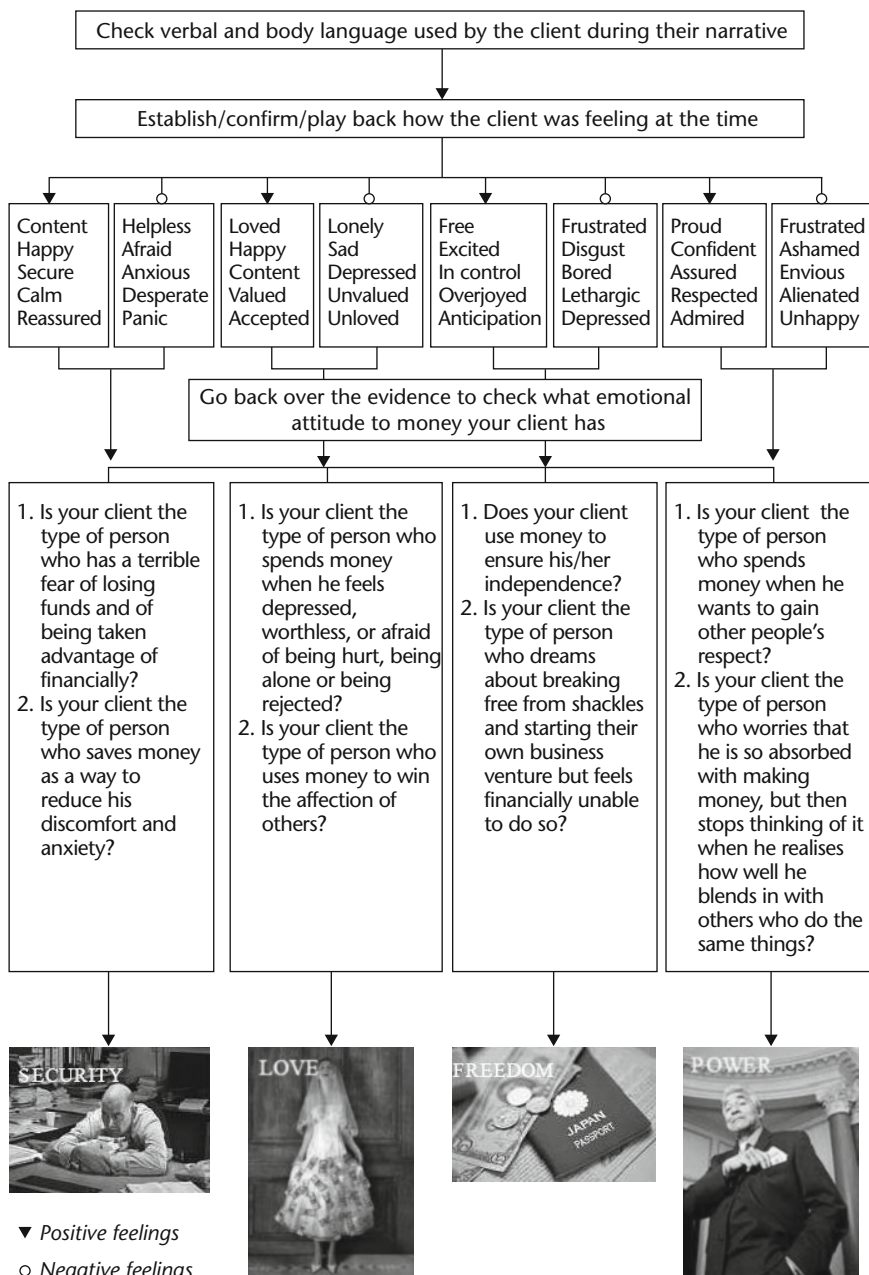 Check verbal and body language used by the client during their narrative
Establish/confirm/play back how the client was feeling at the time
Content
Happy
Secure
Calm
Reassured
Helpless
Afraid
Anxious
Desperate
Panic
Loved
Happy
Content
Valued
Accepted
Lonely
Sad
Depressed
Unvalued
Unloved
Free
Excited
In control
Overjoyed
Anticipation
Frustrated
Disgust
Bored
Lethargic
Depressed
Proud
Confident
Assured
Respected
Admired
Frustrated
Ashamed
Envious
Alienated
Unhappy
Go back over the evidence to check what emotional
attitude to money your client has
1. Is your client the
type of person
who has a terrible
fear of losing
funds and of
being taken
advantage of
financially?
2. Is your client the
type of person
who saves money
as a way to
reduce his
discomfort and
anxiety?
1. Is your client the
type of person who
spends money
when he feels
depressed,
worthless, or afraid
of being hurt, being
alone or being
rejected?
2. Is your client the
type of person who
uses money to win
the affection of
others?
1. Does your client
use money to
ensure his/her
independence?
2. Is your client the
type of person
who dreams
about breaking
free from shackles
and starting their
own business
venture but feels
financially unable
to do so?
1. Is your client the
type of person
who spends
money when he
wants to gain
other people's
respect?
2. Is your client the
type of person
who worries that
he is so absorbed
with making
money, but then
stops thinking of it
when he realises
how well he
blends in with
others who do the
same things?
SECURITY
LOVE
FREEDOM
JAPAN
PASSPORT
POWER
▼ Positive feelings
○ Negative feelings